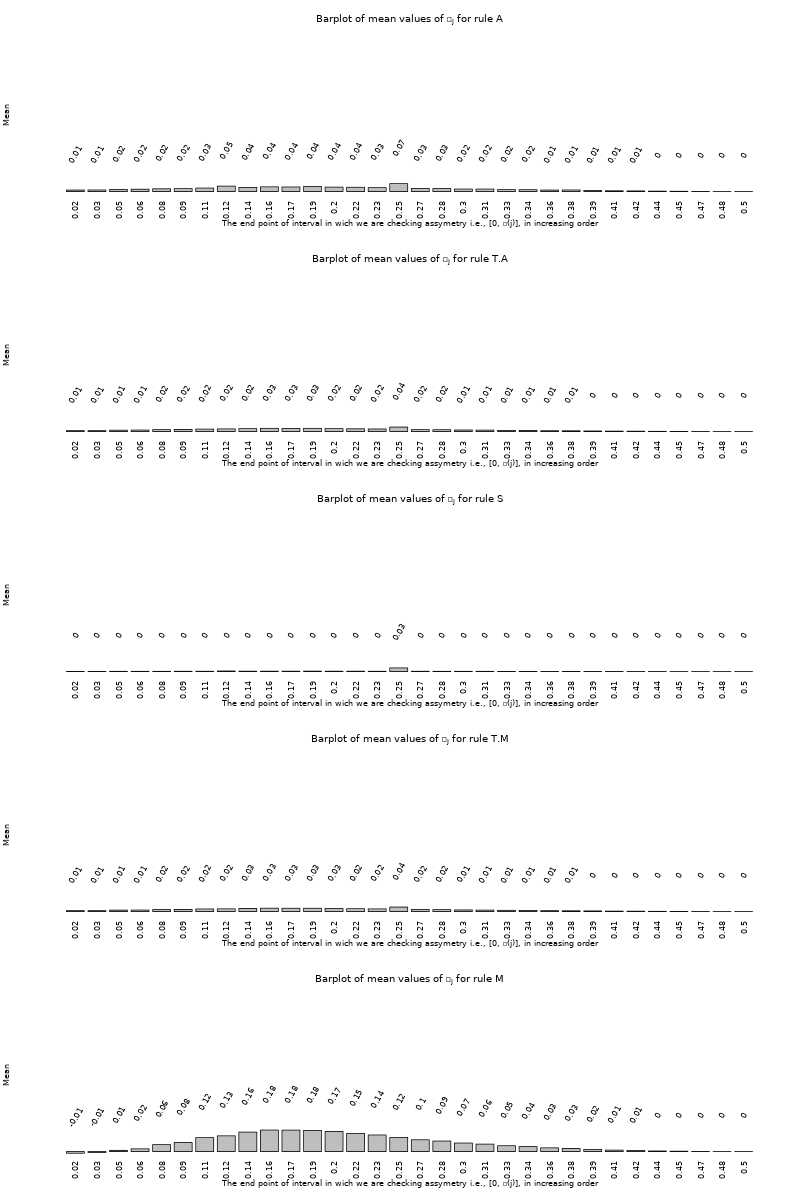 Barplot of mean values of □j for rule A
Mean
0.01 0.01 0.02 0.02 0.02 0.02 0.03 0.05 0.04 0.04 0.04 0.04 0.04 0.04 0.03 0.07 0.03 0.03 0.02 0.02 0.02 0.02 0.01 0.01 0.01 0.01 0.01 0 0 0 0 0
0.02 0.03 0.05 0.06 0.08 0.09 0.11 0.12 0.14 0.16 0.17 0.19 0.2 0.22 0.23 0.25 0.27 0.28 0.3 0.31 0.33 0.34 0.36 0.38 0.39 0.41 0.42 0.44 0.45 0.47 0.48 0.5
The end point of interval in wich we are checking assymetry i.e., [0, □(j)], in increasing order
Barplot of mean values of □j for rule T.A
Mean
0.01 0.01 0.01 0.01 0.02 0.02 0.02 0.02 0.02 0.03 0.03 0.03 0.02 0.02 0.02 0.04 0.02 0.02 0.01 0.01 0.01 0.01 0.01 0.01 0 0 0 0 0 0 0 0
0.02 0.03 0.05 0.06 0.08 0.09 0.11 0.12 0.14 0.16 0.17 0.19 0.2 0.22 0.23 0.25 0.27 0.28 0.3 0.31 0.33 0.34 0.36 0.38 0.39 0.41 0.42 0.44 0.45 0.47 0.48 0.5
The end point of interval in wich we are checking assymetry i.e., [0, □(j)], in increasing order
Barplot of mean values of □j for rule S
Mean
0 0 0 0 0 0 0 0 0 0 0 0 0 0 0 0.03 0 0 0 0 0 0 0 0 0 0 0 0 0 0 0 0
0.02 0.03 0.05 0.06 0.08 0.09 0.11 0.12 0.14 0.16 0.17 0.19 0.2 0.22 0.23 0.25 0.27 0.28 0.3 0.31 0.33 0.34 0.36 0.38 0.39 0.41 0.42 0.44 0.45 0.47 0.48 0.5
The end point of interval in wich we are checking assymetry i.e., [0, □(j)], in increasing order
Barplot of mean values of □j for rule T.M
Mean
0.01 0.01 0.01 0.01 0.02 0.02 0.02 0.02 0.03 0.03 0.03 0.03 0.03 0.02 0.02 0.04 0.02 0.02 0.01 0.01 0.01 0.01 0.01 0.01 0 0 0 0 0 0 0 0
0.02 0.03 0.05 0.06 0.08 0.09 0.11 0.12 0.14 0.16 0.17 0.19 0.2 0.22 0.23 0.25 0.27 0.28 0.3 0.31 0.33 0.34 0.36 0.38 0.39 0.41 0.42 0.44 0.45 0.47 0.48 0.5
The end point of interval in wich we are checking assymetry i.e., [0, □(j)], in increasing order
Barplot of mean values of □j for rule M
Mean
-0.01 -0.01 0.01 0.02 0.06 0.08 0.12 0.13 0.16 0.18 0.18 0.18 0.17 0.15 0.14 0.12 0.1 0.09 0.07 0.06 0.05 0.04 0.03 0.03 0.02 0.01 0.01 0 0 0 0 0
0.02 0.03 0.05 0.06 0.08 0.09 0.11 0.12 0.14 0.16 0.17 0.19 0.2 0.22 0.23 0.25 0.27 0.28 0.3 0.31 0.33 0.34 0.36 0.38 0.39 0.41 0.42 0.44 0.45 0.47 0.48 0.5
The end point of interval in wich we are checking assymetry i.e., [0, □(j)], in increasing order